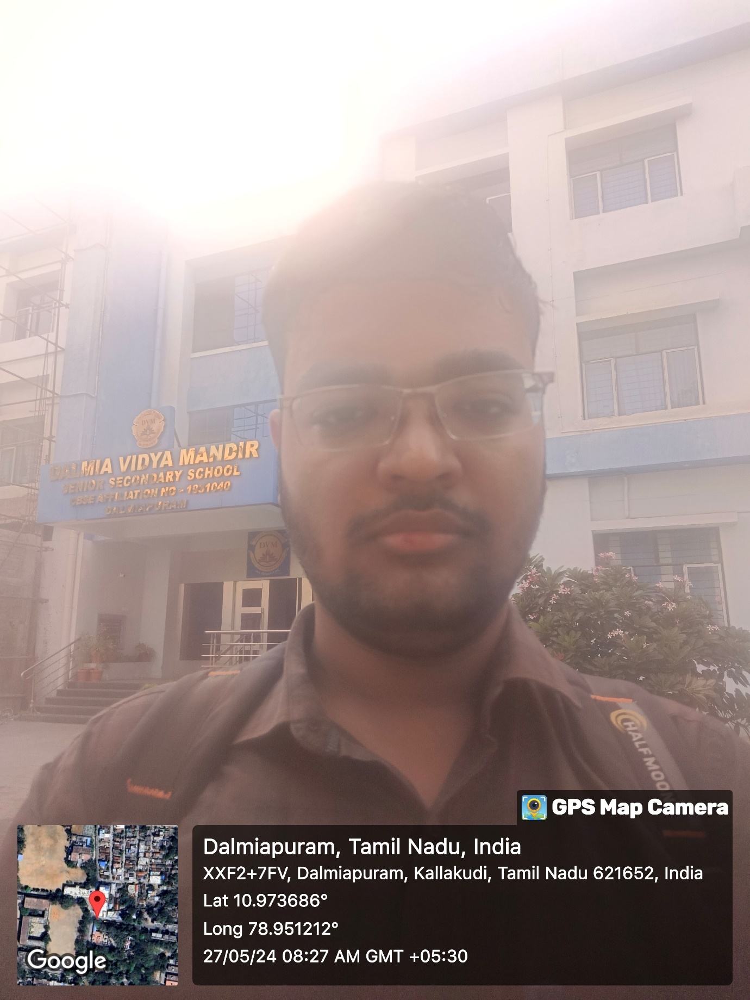 DVM
DALMIA VIDYA MANDIR
SENIOR SECONDARY SCHOOL
CBSE AFFILIATION NO - 1931040
DALMIAPURAM
DVM
HALFMOON
GPS Map Camera
Dalmiapuram, Tamil Nadu, India
XXF2+7FV, Dalmiapuram, Kallakudi, Tamil Nadu 621652, India
Lat 10.973686°
Long 78.951212°
27/05/24 08:27 AM GMT +05:30
Google